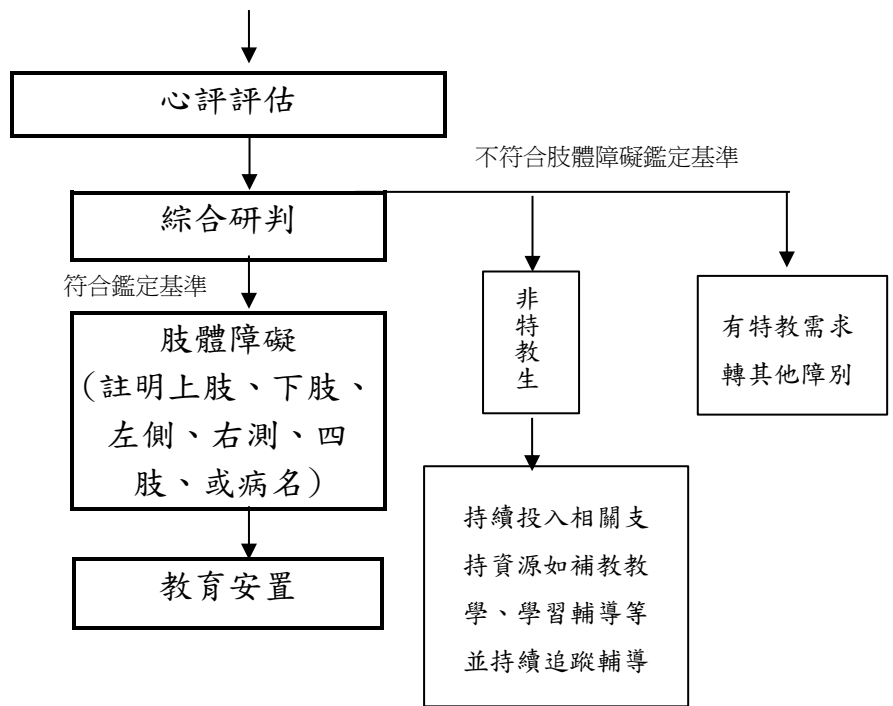 心評評估
不符合肢體障礙鑑定基準
綜合研判
符合鑑定基準
肢體障礙
(註明上肢、下肢、
左側、右測、四
肢、或病名)
教育安置
非
特
教
生
持續投入相關支
持資源如補教教
學、學習輔導等
並持續追蹤輔導
有特教需求
轉其他障別